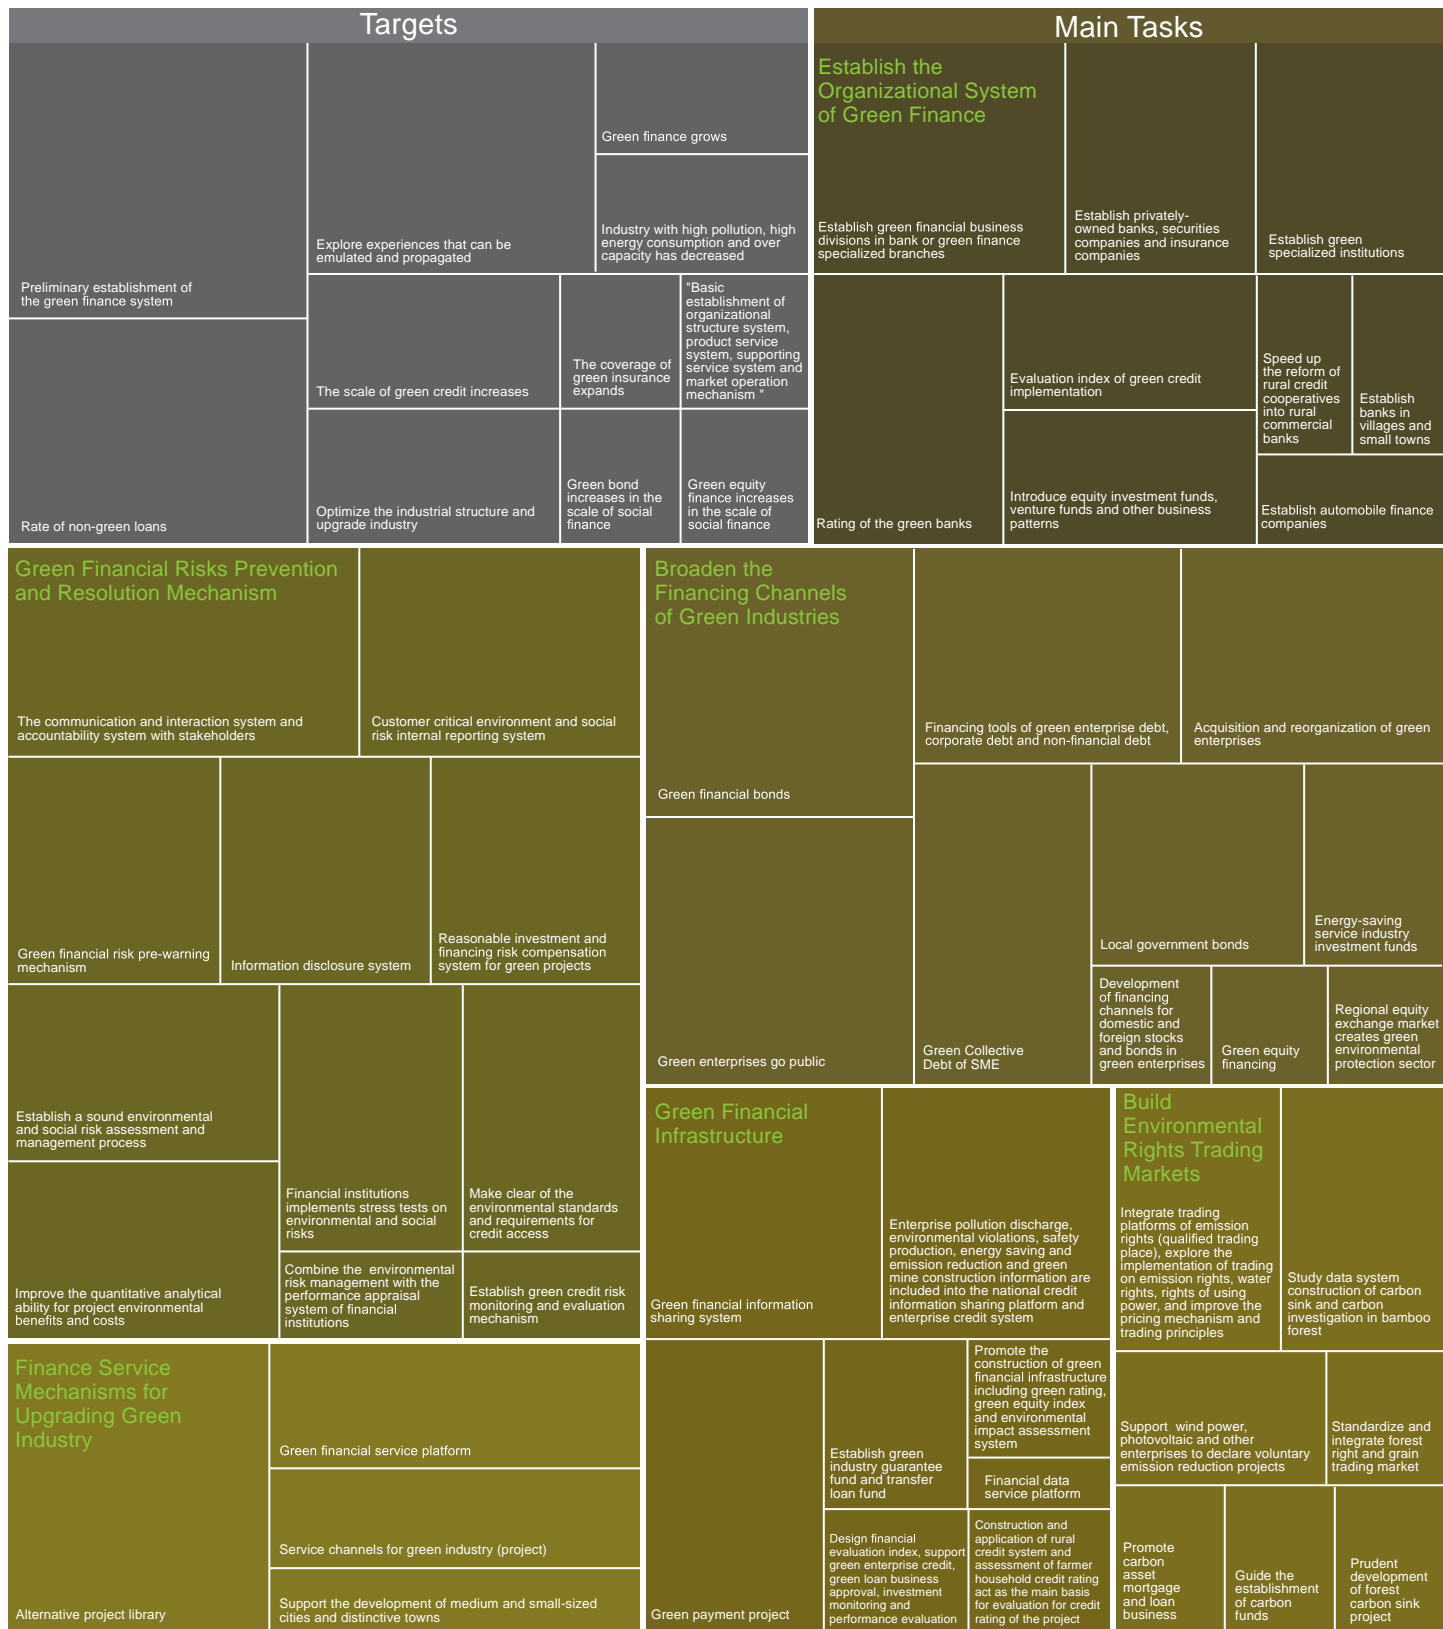 Targets
Green finance grows
Explore experiences that can be
emulated and propagated
Industry with high pollution, high
energy consumption and over
capacity has decreased
Preliminary establishment of
the green finance system
The scale of green credit increases
The coverage of
green insurance
expands
"Basic
establishment of
organizational
structure system,
product service
system, supporting
service system and
market operation
mechanism "
Rate of non-green loans
Optimize the industrial structure and
upgrade industry
Green bond
increases in the
scale of social
finance
Green equity
finance increases
in the scale of
social finance
Main Tasks
Establish the
Organizational System
of Green Finance
Establish green financial business
divisions in bank or green finance
specialized branches
Establish privately-
owned banks, securities
companies and insurance
companies
Establish green
specialized institutions
Rating of the green banks
Evaluation index of green credit
implementation
Introduce equity investment funds,
venture funds and other business
patterns
Speed up
the reform of
rural credit
cooperatives
into rural
commercial
banks
Establish
banks in
villages and
small towns
Establish automobile finance
companies
Green Financial Risks Prevention
and Resolution Mechanism
The communication and interaction system and
accountability system with stakeholders
Customer critical environment and social
risk internal reporting system
Green financial risk pre-warning
mechanism
Information disclosure system
Reasonable investment and
financing risk compensation
system for green projects
Establish a sound environmental
and social risk assessment and
management process
Financial institutions
implements stress tests on
environmental and social
risks
Make clear of the
environmental standards
and requirements for
credit access
Improve the quantitative analytical
ability for project environmental
benefits and costs
Combine the  environmental
risk management with the
performance appraisal
system of financial
institutions
Establish green credit risk
monitoring and evaluation
mechanism
Broaden the
Financing Channels
of Green Industries
Green financial bonds
Financing tools of green enterprise debt,
corporate debt and non-financial debt
Acquisition and reorganization of green
enterprises
Green enterprises go public
Green Collective
Debt of SME
Local government bonds
Energy-saving
service industry
investment funds
Development
of financing
channels for
domestic and
foreign stocks
and bonds in
green enterprises
Green equity
financing
Regional equity
exchange market
creates green
environmental
protection sector
Green Financial
Infrastructure
Green financial information
sharing system
Enterprise pollution discharge,
environmental violations, safety
production, energy saving and
emission reduction and green
mine construction information are
included into the national credit
information sharing platform and
enterprise credit system
Green payment project
Establish green
industry guarantee
fund and transfer
loan fund
Promote the
construction of green
financial infrastructure
including green rating,
green equity index
and environmental
impact assessment
system
Financial data
service platform
Design financial
evaluation index, support
green enterprise credit,
green loan business
approval, investment
monitoring and
performance evaluation
Construction and
application of rural
credit system and
assessment of farmer
household credit rating
act as the main basis
for evaluation for credit
rating of the project
Build
Environmental
Rights Trading
Markets
Integrate trading
platforms of emission
rights (qualified trading
place), explore the
implementation of trading
on emission rights, water
rights, rights of using
power, and improve the
pricing mechanism and
trading principles
Study data system
construction of carbon
sink and carbon
investigation in bamboo
forest
Support  wind power,
photovoltaic and other
enterprises to declare voluntary
emission reduction projects
Standardize and
integrate forest
right and grain
trading market
Promote
carbon
asset
mortgage
and loan
business
Guide the
establishment
of carbon
funds
Prudent
development
of forest
carbon sink
project
Finance Service
Mechanisms for
Upgrading Green
Industry
Alternative project library
Green financial service platform
Service channels for green industry (project)
Support the development of medium and small-sized
cities and distinctive towns